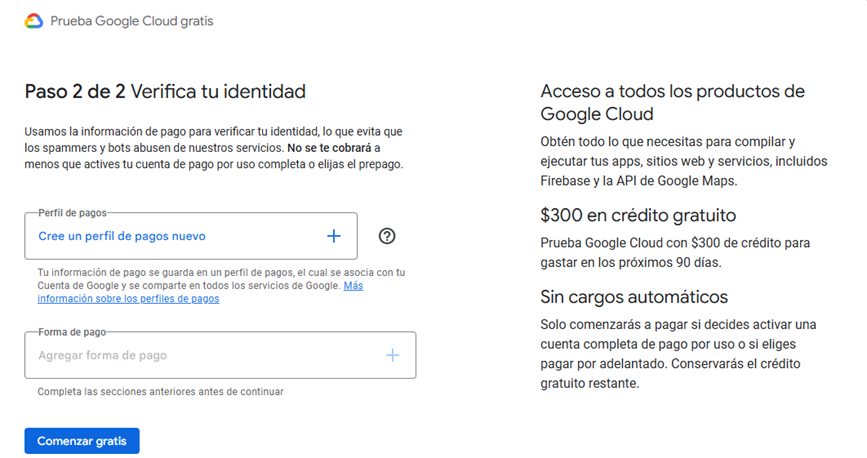 Prueba Google Cloud gratis
Paso 2 de 2 Verifica tu identidad
Usamos la información de pago para verificar tu identidad, lo que evita que
los spammers y bots abusen de nuestros servicios. No se te cobrará a
menos que actives tu cuenta de pago por uso completa o elijas el prepago.
Perfil de pagos
Cree un perfil de pagos nuevo
Tu información de pago se guarda en un perfil de pagos, el cual se asocia con tu
Cuenta de Google y se comparte en todos los servicios de Google. Más
información sobre los perfiles de pagos
Forma de pago
Agregar forma de pago
Completa las secciones anteriores antes de continuar
Comenzar gratis
Acceso a todos los productos de
Google Cloud
Obtén todo lo que necesitas para compilar y
ejecutar tus apps, sitios web y servicios, incluidos
Firebase y la API de Google Maps.
$300 en crédito gratuito
Prueba Google Cloud con $300 de crédito para
gastar en los próximos 90 días.
Sin cargos automáticos
Solo comenzarás a pagar si decides activar una
cuenta completa de pago por uso o si eliges
pagar por adelantado. Conservarás el crédito
gratuito restante.